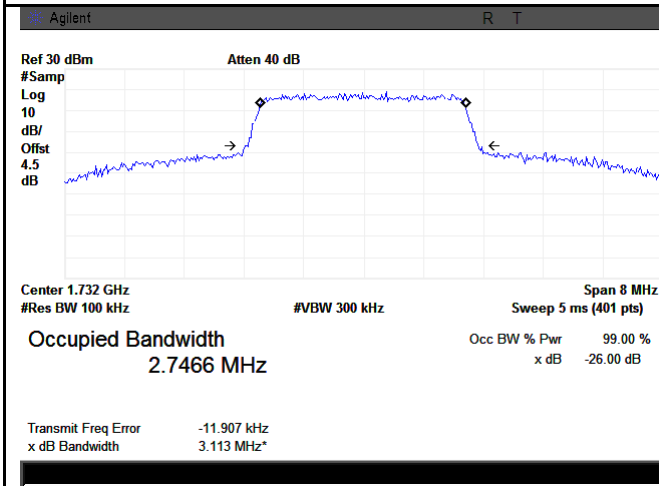 Agilent R T
Ref 30 dBm Atten 40 dB
#Samp
Log
10
dB/
Offst
4.5
dB
Center 1.732 GHz Span 8 MHz
#Res BW 100 kHz #VBW 300 kHz Sweep 5 ms (401 pts)
Occupied Bandwidth Occ BW % Pwr 99.00 %
2.7466 MHz x dB -26.00 dB
Transmit Freq Error -11.907 kHz
x dB Bandwidth 3.113 MHz*